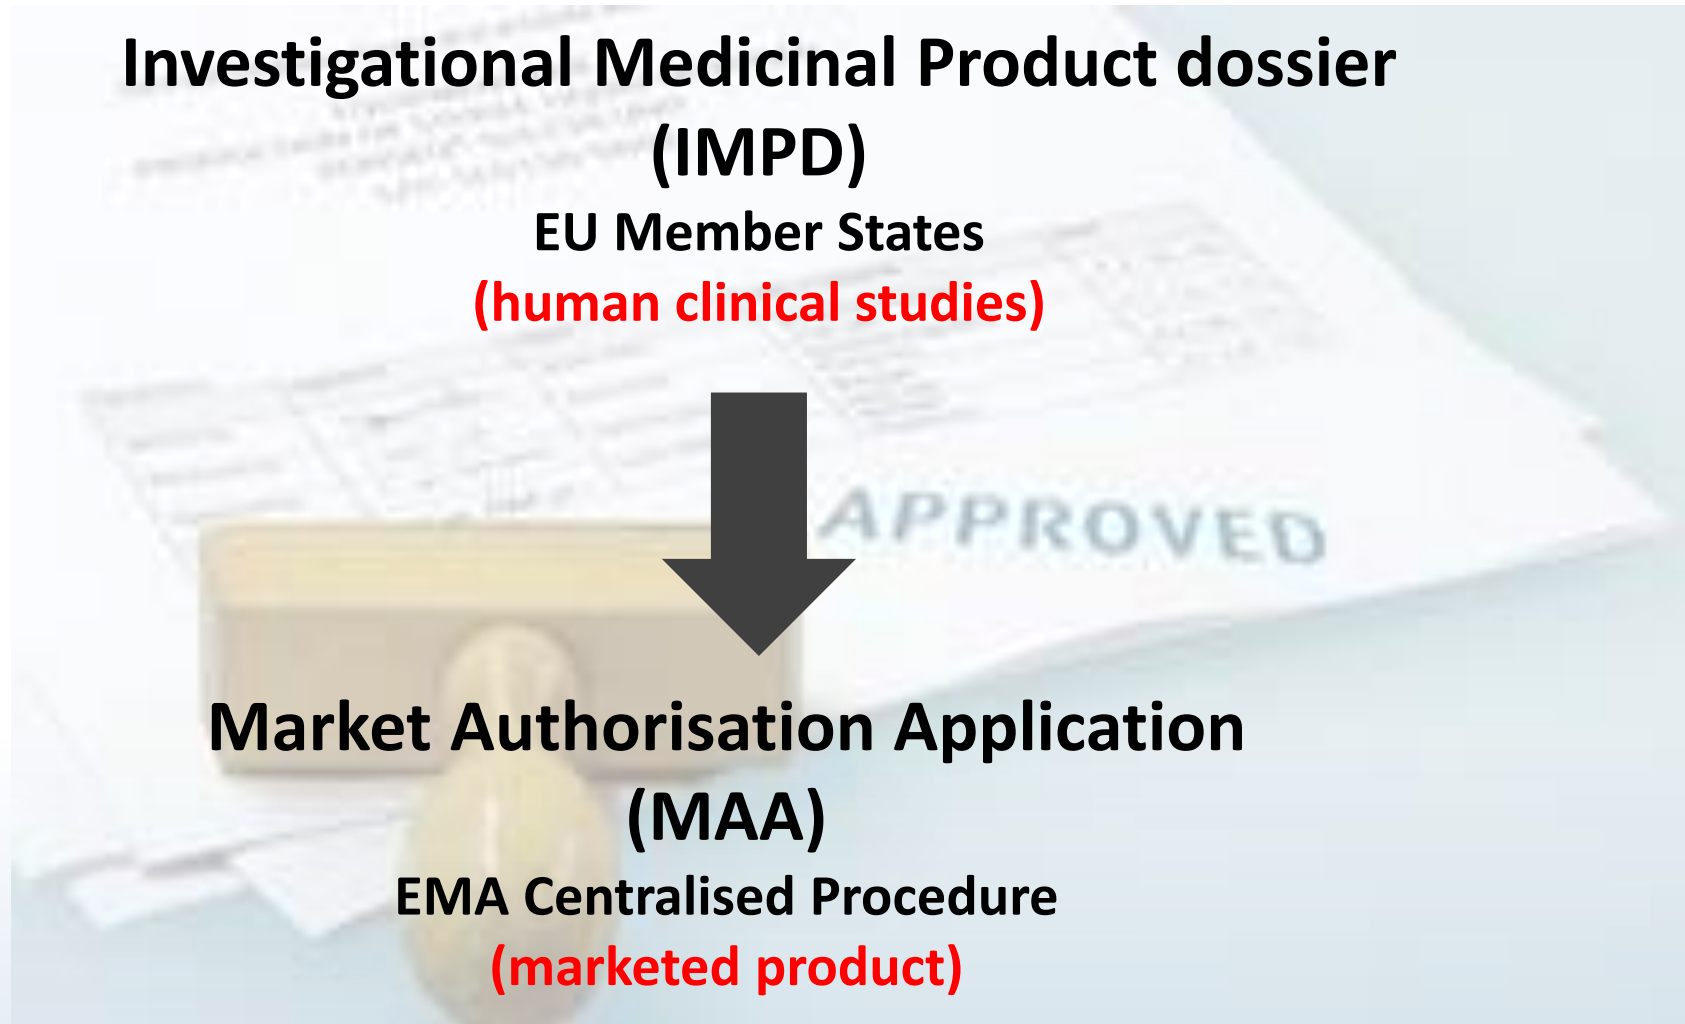 Investigational Medicinal Product dossier
(IMPD)
EU Member States
(human clinical studies)
APPROVED
Market Authorisation Application
(MAA)
EMA Centralised Procedure
(marketed product)